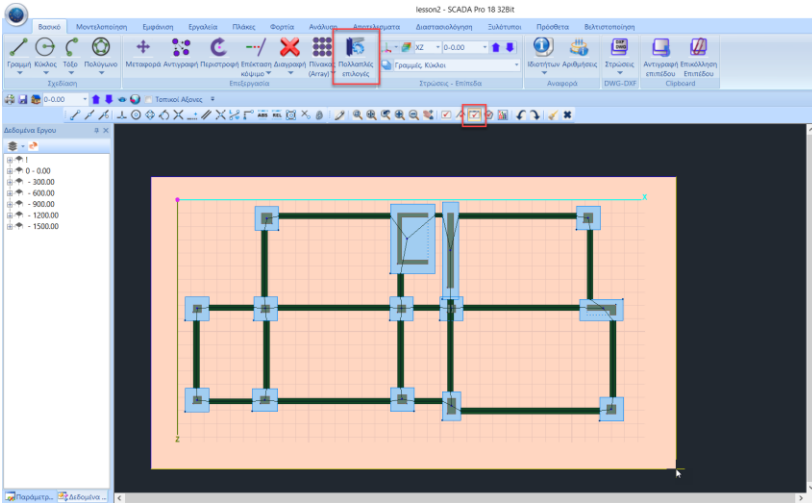 lesson2 - SCADA Pro 18 32Bit
Βασικό Μοντελοποίηση Εμφάνιση Εργαλεία Πλάκες Φορτία Ανάλυση Αποτελέσματα Διαστασιολόγηση Ξυλότυποι Πρόσθετα Βελτιστοποίηση
XZ 0-0.00
Γραμμές, Κύκλοι
Γραμμή Κύκλος Τόξο Πολύγωνο Μεταφορά Αντιγραφή Περιστροφή Επέκταση Διαγραφή Πίνακας Πολλαπλές Ιδιοτήτων Αριθμήσεις Στρώσεις Αντιγραφή Επικόλληση
κόψιμο (Array) επιλογές επιπέδου Επιπέδου
Σχεδίαση Επεξεργασία Στρώσεις - Επίπεδα Αναφορά DWG-DXF Clipboard
0-0.00 Τοπικοί Άξονες
Δεδομένα Έργου
0 - 0.00
- 300.00
- 600.00
- 900.00
- 1200.00
- 1500.00
X
Z
Παράμετρ... Δεδομένα ...